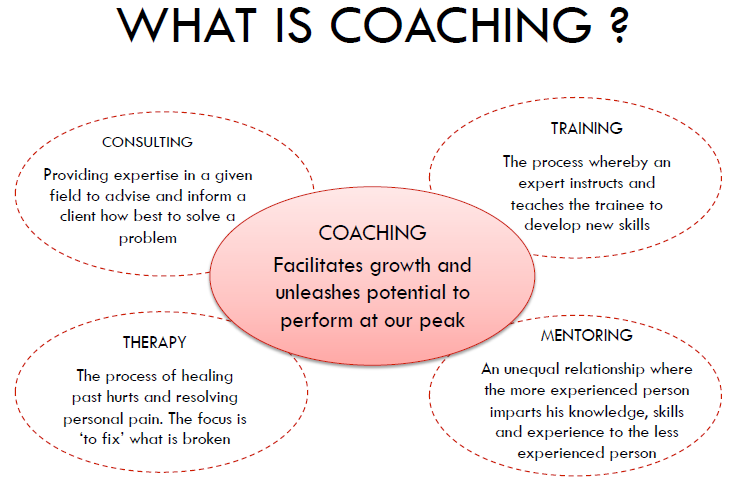 WHAT IS COACHING ?
CONSULTING
Providing expertise in a given
field to advise and inform a
client how best to solve a
problem
TRAINING
The process whereby an
expert instructs and
teaches the trainee to
develop new skills
COACHING
Facilitates growth and
unleashes potential to
perform at our peak
THERAPY
The process of healing
past hurts and resolving
personal pain. The focus is
‘to fix’ what is broken
MENTORING
An unequal relationship where
the more experienced person
imparts his knowledge, skills
and experience to the less
experienced person